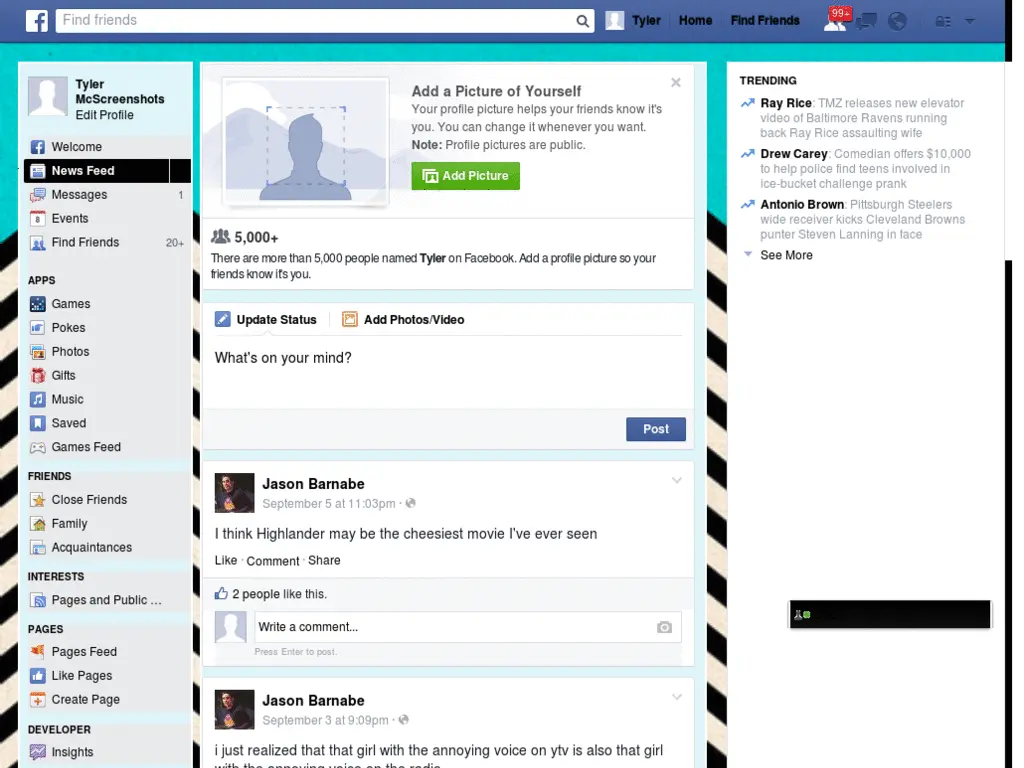 Find friends
Tyler
Home
Find Friends
99+
Tyler
McScreenshots
Edit Profile
Welcome
News Feed
Messages 1
Events
Find Friends 20+
APPS
Games
Pokes
Photos
Gifts
Music
Saved
Games Feed
FRIENDS
Close Friends
Family
Acquaintances
INTERESTS
Pages and Public ...
PAGES
Pages Feed
Like Pages
Create Page
DEVELOPER
Insights
Add a Picture of Yourself
Your profile picture helps your friends know it's
you. You can change it whenever you want.
Note: Profile pictures are public.
Add Picture
5,000+
There are more than 5,000 people named Tyler on Facebook. Add a profile picture so your
friends know it's you.
Update Status
Add Photos/Video
What's on your mind?
Post
Jason Barnabe
September 5 at 11:03pm ·
I think Highlander may be the cheesiest movie I've ever seen
Like · Comment · Share
2 people like this.
Write a comment...
Press Enter to post.
Jason Barnabe
September 3 at 9:09pm ·
i just realized that that girl with the annoying voice on ytv is also that girl
with the annoying voice on the radio
TRENDING
Ray Rice: TMZ releases new elevator
video of Baltimore Ravens running
back Ray Rice assaulting wife
Drew Carey: Comedian offers $10,000
to help police find teens involved in
ice-bucket challenge prank
Antonio Brown: Pittsburgh Steelers
wide receiver kicks Cleveland Browns
punter Steven Lanning in face
See More